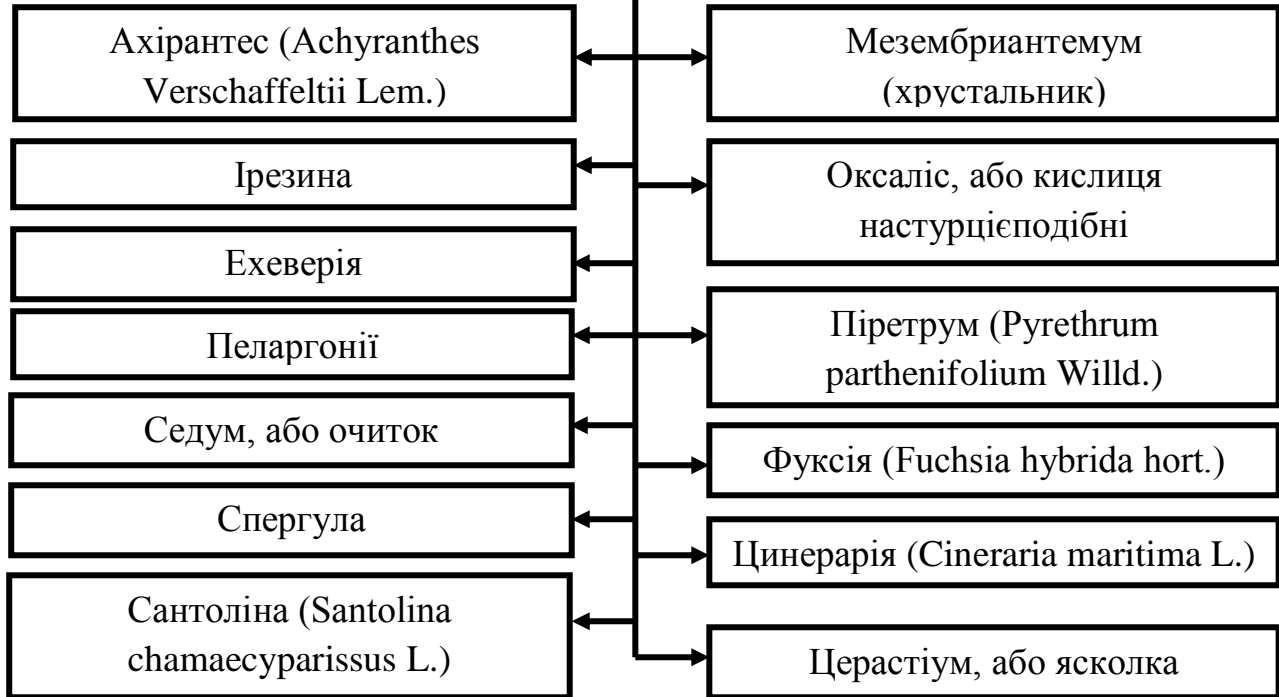 Ахірантес (Achyranthes
Verschaffeltii Lem.)
Ірезина
Ехеверія
Пеларгонії
Седум, або очиток
Спергула
Сантоліна (Santolina
chamaecyparissus L.)
Мезембриантемум
(хрустальник)
Оксаліс, або кислиця
настурцієподібні
Піретрум (Pyrethrum
parthenifolium Willd.)
Фуксія (Fuchsia hybrida hort.)
Цинерарія (Cineraria maritima L.)
Церастіум, або ясколка